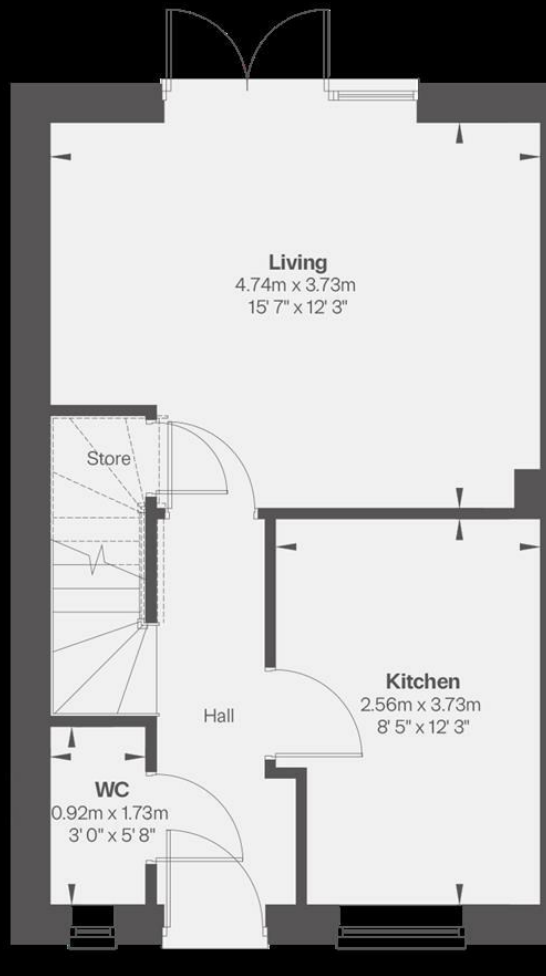 Living
4.74m x 3.73m
15' 7" x 12' 3"
Store
Hall
Kitchen
2.56m x 3.73m
8' 5" x 12' 3"
WC
0.92m x 1.73m
3' 0" x 5' 8"